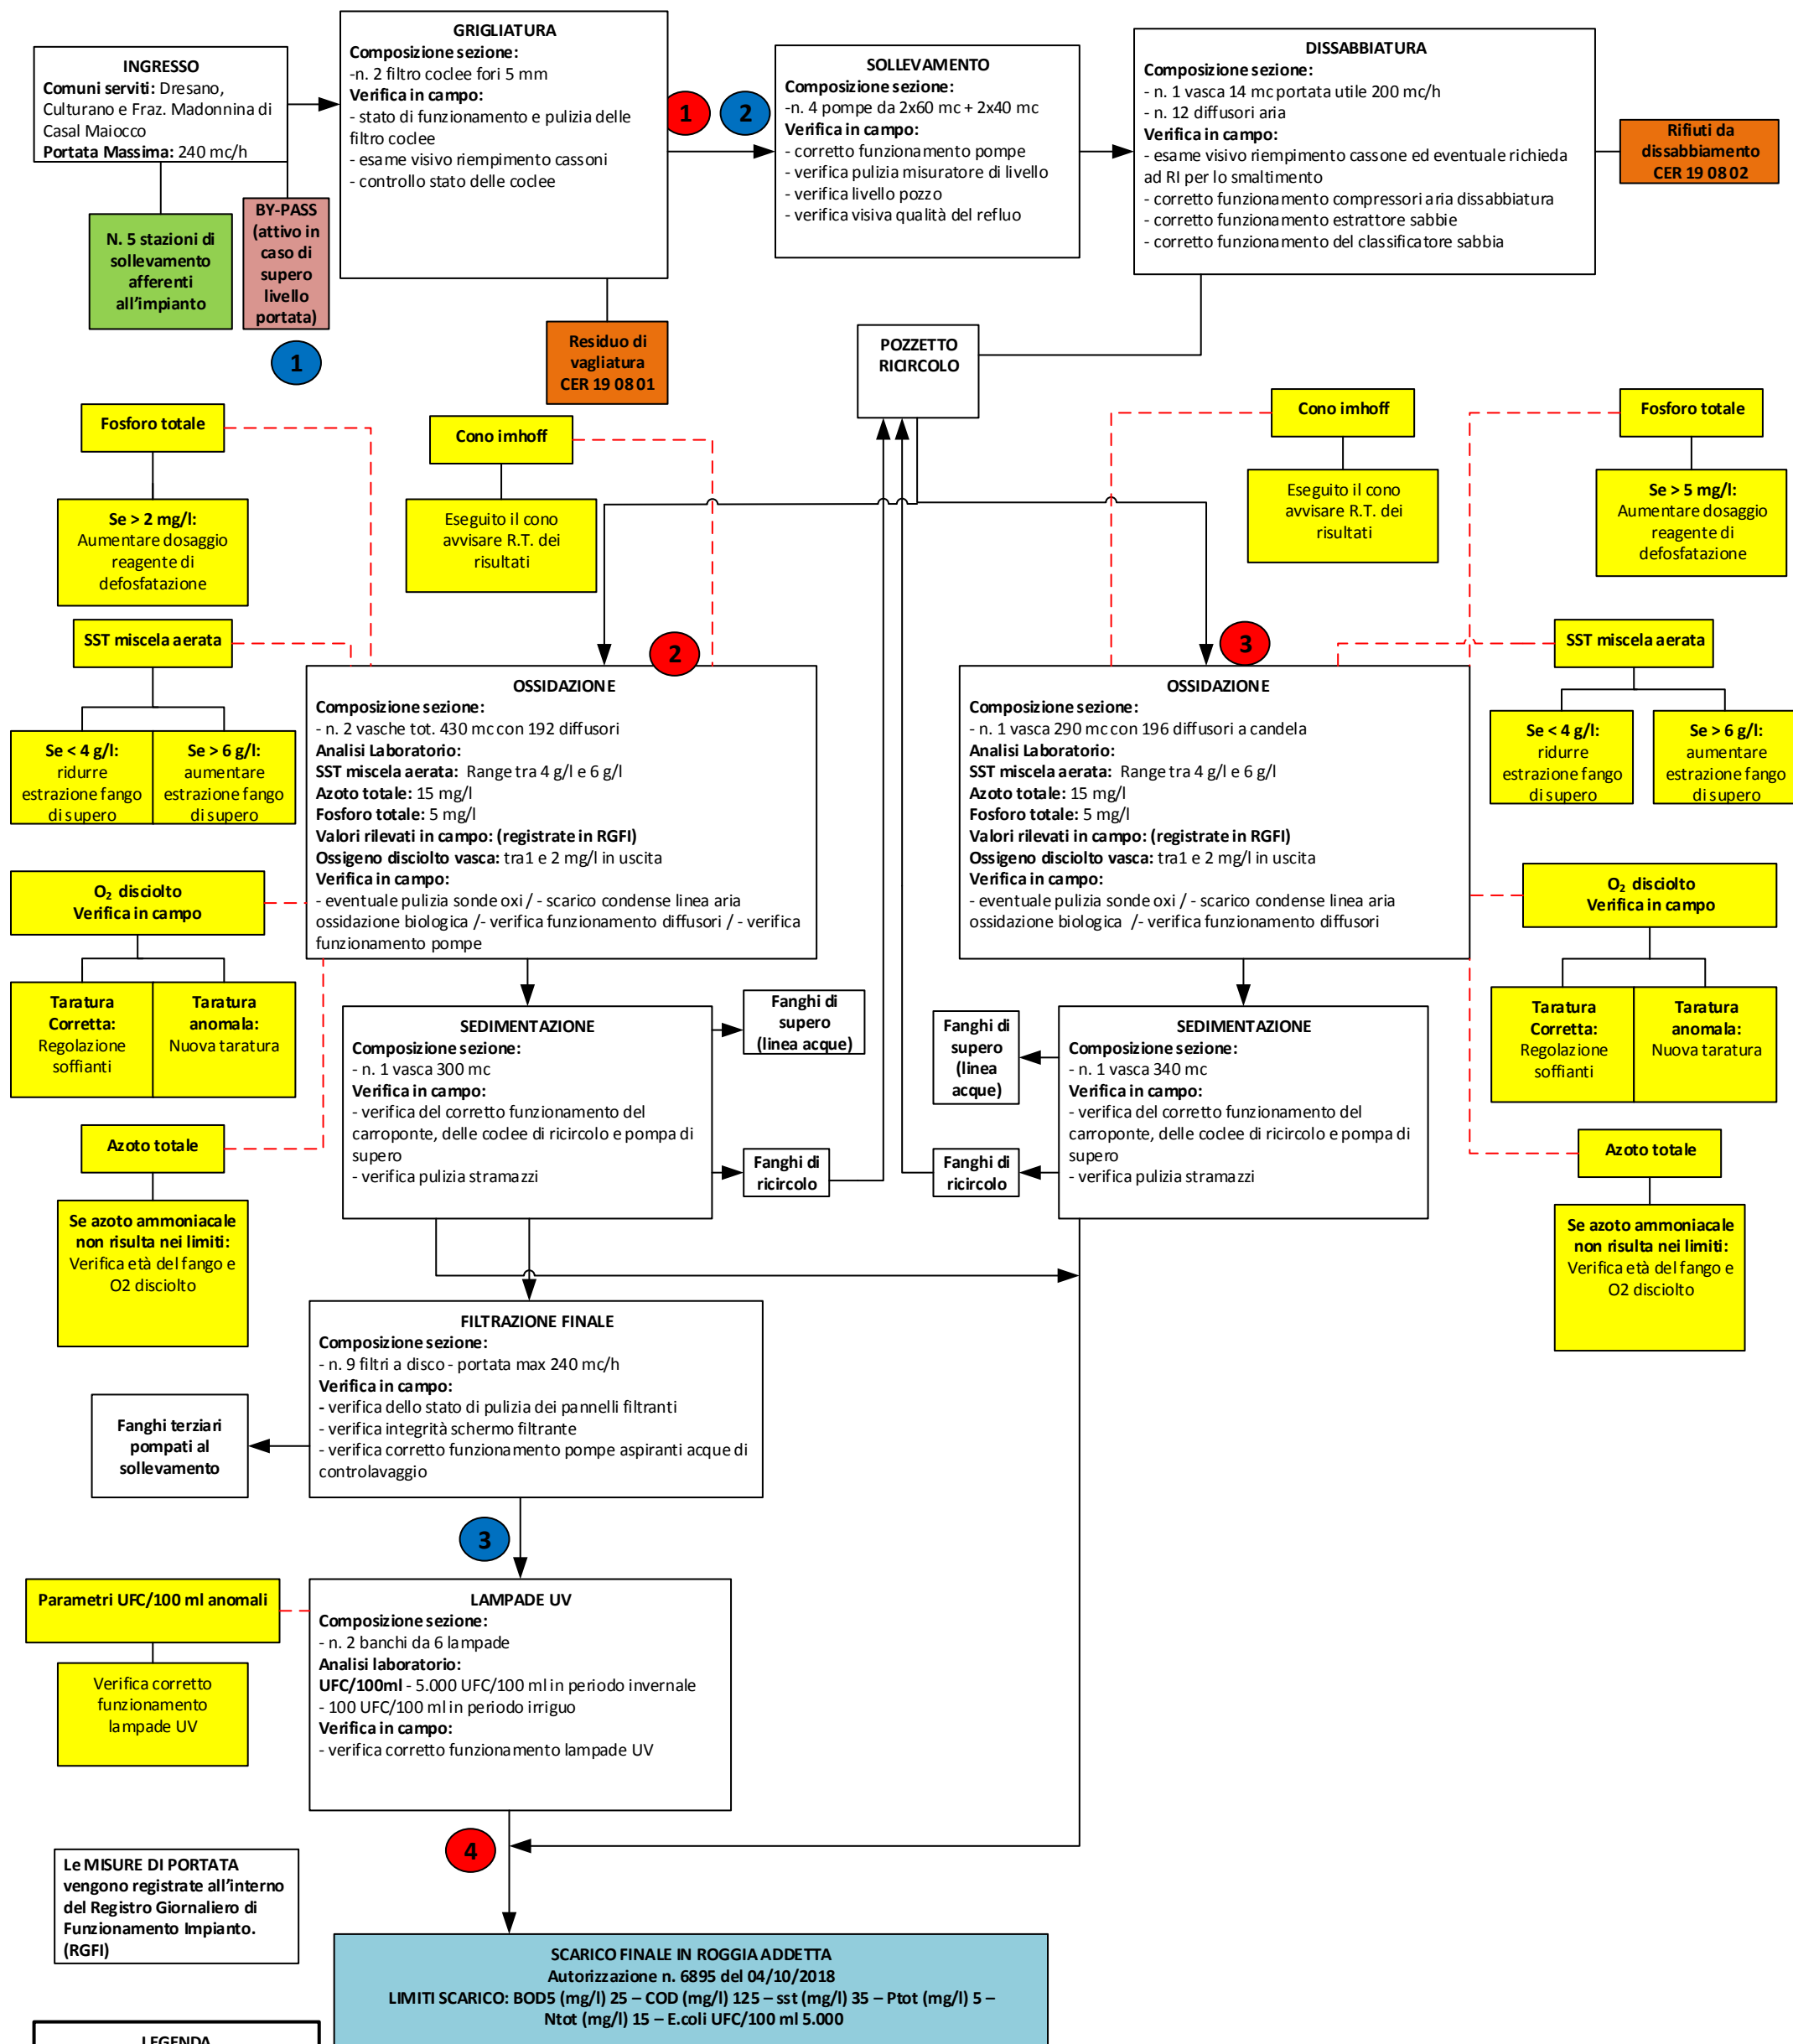 INGRESSO
Comuni serviti: Dresano,
Culturano e Fraz. Madonnina di
Casal Maiocco
Portata Massima: 240 mc/h
GRIGLIATURA
Composizione sezione:
-n. 2 filtro coclee fori 5 mm
Verifica in campo:
- stato di funzionamento e pulizia delle
filtro coclee
- esame visivo riempimento cassoni
- controllo stato delle coclee
1
2
SOLLEVAMENTO
Composizione sezione:
-n. 4 pompe da 2x60 mc + 2x40 mc
Verifica in campo:
- corretto funzionamento pompe
- verifica pulizia misuratore di livello
- verifica livello pozzo
- verifica visiva qualità del refluo
DISSABBIATURA
Composizione sezione:
- n. 1 vasca 14 mc portata utile 200 mc/h
- n. 12 diffusori aria
Verifica in campo:
- esame visivo riempimento cassone ed eventuale richieda
ad RI per lo smaltimento
- corretto funzionamento compressori aria dissabbiatura
- corretto funzionamento estrattore sabbie
- corretto funzionamento del classificatore sabbia
Rifiuti da
dissabbiamento
CER 19 08 02
N. 5 stazioni di
sollevamento
afferenti
all'impianto
BY-PASS
(attivo in
caso di
supero
livello
portata)
1
Residuo di
vagliatura
CER 19 08 01
POZZETTO
RICIRCOLO
Fosforo totale
Se > 2 mg/l:
Aumentare dosaggio
reagente di
defosfatazione
Cono imhoff
Eseguito il cono
avvisare R.T. dei
risultati
Cono imhoff
Eseguito il cono
avvisare R.T. dei
risultati
Fosforo totale
Se > 5 mg/l:
Aumentare dosaggio
reagente di
defosfatazione
SST miscela aerata
Se < 4 g/l:
ridurre
estrazione fango
di supero
Se > 6 g/l:
aumentare
estrazione fango
di supero
2
OSSIDAZIONE
Composizione sezione:
- n. 2 vasche tot. 430 mc con 192 diffusori
Analisi Laboratorio:
SST miscela aerata: Range tra 4 g/l e 6 g/l
Azoto totale: 15 mg/l
Fosforo totale: 5 mg/l
Valori rilevati in campo: (registrate in RGFI)
Ossigeno disciolto vasca: tra1 e 2 mg/l in uscita
Verifica in campo:
- eventuale pulizia sonde oxi / - scarico condense linea aria
ossidazione biologica /- verifica funzionamento diffusori / - verifica
funzionamento pompe
3
OSSIDAZIONE
Composizione sezione:
- n. 1 vasca 290 mc con 196 diffusori a candela
Analisi Laboratorio:
SST miscela aerata: Range tra 4 g/l e 6 g/l
Azoto totale: 15 mg/l
Fosforo totale: 5 mg/l
Valori rilevati in campo: (registrate in RGFI)
Ossigeno disciolto vasca: tra1 e 2 mg/l in uscita
Verifica in campo:
- eventuale pulizia sonde oxi / - scarico condense linea aria
ossidazione biologica /- verifica funzionamento diffusori
SST miscela aerata
Se < 4 g/l:
ridurre
estrazione fango
di supero
Se > 6 g/l:
aumentare
estrazione fango
di supero
O₂ disciolto
Verifica in campo
Taratura
Corretta:
Regolazione
soffianti
Taratura
anomala:
Nuova taratura
O₂ disciolto
Verifica in campo
Taratura
Corretta:
Regolazione
soffianti
Taratura
anomala:
Nuova taratura
SEDIMENTAZIONE
Composizione sezione:
- n. 1 vasca 300 mc
Verifica in campo:
- verifica del corretto funzionamento del
carroponte, delle coclee di ricircolo e pompa di
supero
- verifica pulizia stramazzi
Fanghi di
supero
(linea acque)
Fanghi di
ricircolo
Fanghi di
supero
(linea
acque)
Fanghi di
ricircolo
SEDIMENTAZIONE
Composizione sezione:
- n. 1 vasca 340 mc
Verifica in campo:
- verifica del corretto funzionamento del
carroponte, delle coclee di ricircolo e pompa di
supero
- verifica pulizia stramazzi
Azoto totale
Se azoto ammoniacale
non risulta nei limiti:
Verifica età del fango e
O2 disciolto
Azoto totale
Se azoto ammoniacale
non risulta nei limiti:
Verifica età del fango e
O2 disciolto
FILTRAZIONE FINALE
Composizione sezione:
- n. 9 filtri a disco - portata max 240 mc/h
Verifica in campo:
- verifica dello stato di pulizia dei pannelli filtranti
- verifica integrità schermo filtrante
- verifica corretto funzionamento pompe aspiranti acque di
controlavaggio
Fanghi terziari
pompati al
sollevamento
3
Parametri UFC/100 ml anomali
Verifica corretto
funzionamento
lampade UV
LAMPADE UV
Composizione sezione:
- n. 2 banchi da 6 lampade
Analisi laboratorio:
UFC/100ml - 5.000 UFC/100 ml in periodo invernale
- 100 UFC/100 ml in periodo irriguo
Verifica in campo:
- verifica corretto funzionamento lampade UV
4
Le MISURE DI PORTATA
vengono registrate all'interno
del Registro Giornaliero di
Funzionamento Impianto.
(RGFI)
SCARICO FINALE IN ROGGIA ADDETTA
Autorizzazione n. 6895 del 04/10/2018
LIMITI SCARICO: BOD5 (mg/l) 25 – COD (mg/l) 125 – sst (mg/l) 35 – Ptot (mg/l) 5 –
Ntot (mg/l) 15 – E.coli UFC/100 ml 5.000
LEGENDA